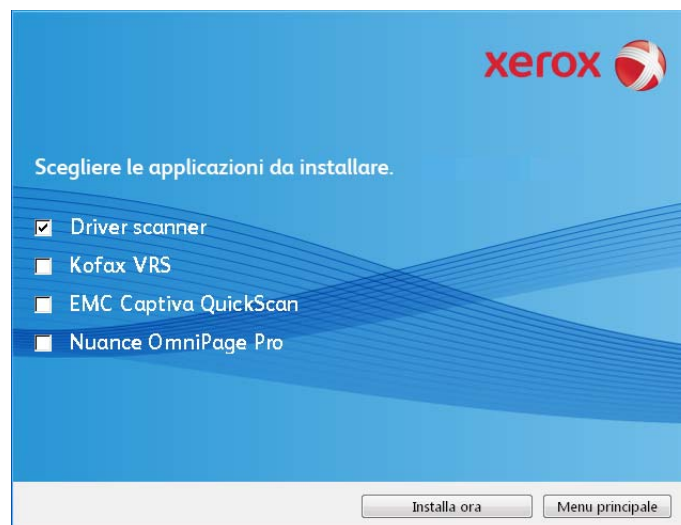 xerox
Scegliere le applicazioni da installare.
Driver scanner
Kofax VRS
EMC Captiva QuickScan
Nuance OmniPage Pro
Installa ora Menu principale